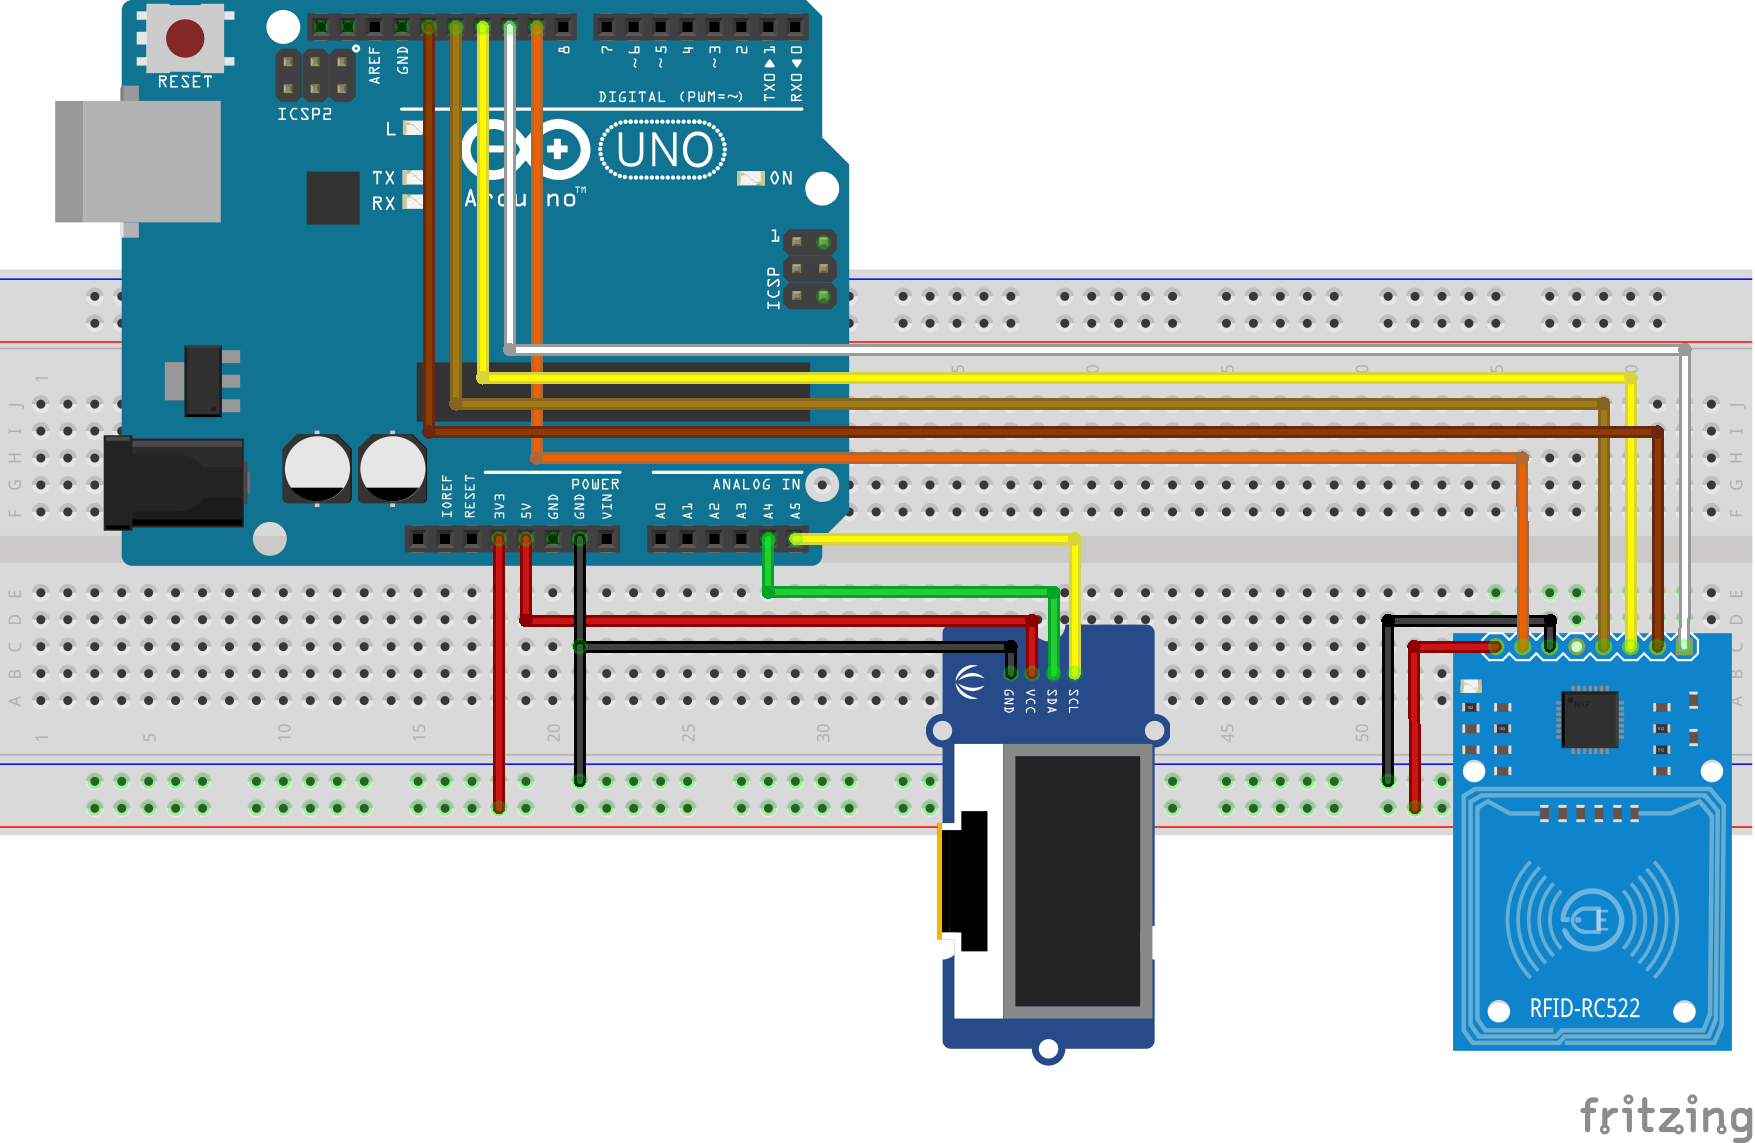 RESET
ICSP2
AREF
GND
8
7
~6
~5
4
~3
2
TX0▶1
RX0◀0
DIGITAL (PWM=~)
L
TX
RX
UNO
ON
Arduino™
1
ICSP
IOREF
RESET
3V3
5V
GND
GND
VIN
POWER
A0
A1
A2
A3
A4
A5
ANALOG IN
1
J
I
H
G
F
J
I
H
G
F
E
D
C
B
A
E
D
C
B
A
1
5
10
15
20
25
30
45
50
GND
VCC
SDA
SCL
RFID-RC522
fritzing